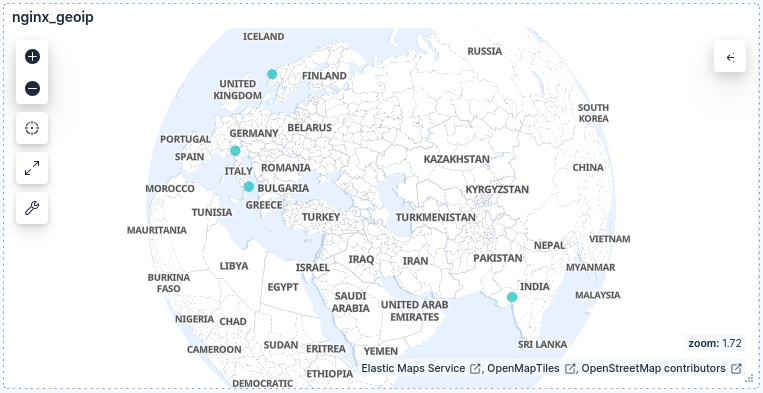 nginx_geoip
ICELAND
RUSSIA
FINLAND
UNITED
KINGDOM
SOUTH
KOREA
BELARUS
GERMANY
PORTUGAL
SPAIN
KAZAKHSTAN
CHINA
ITALY
ROMANIA
MOROCCO
BULGARIA
KYRGYZSTAN
GREECE
TUNISIA
TURKEY
TURKMENISTAN
MAURITANIA
VIETNAM
NEPAL
PAKISTAN
IRAQ
IRAN
LIBYA
ISRAEL
MYANMAR
BURKINA
FASO
EGYPT
INDIA
SAUDI
ARABIA
MALAYSIA
UNITED ARAB
EMIRATES
NIGERIA
CHAD
SUDAN
ERITREA
CAMEROON
YEMEN
SRI LANKA
zoom: 1.72
ETHIOPIA
DEMOCRATIC
Elastic Maps Service , OpenMapTiles , OpenStreetMap contributors